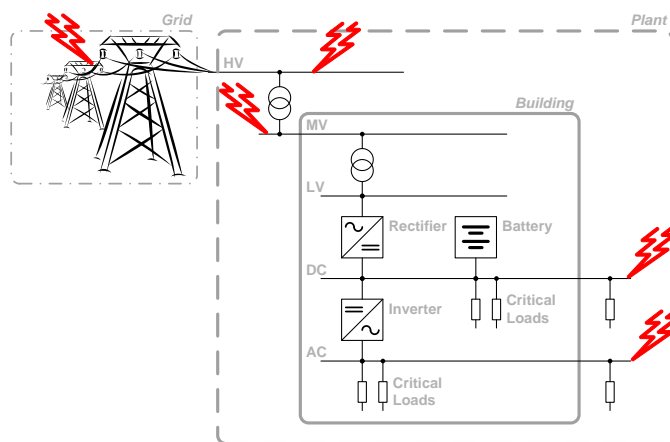 Grid
Plant
HV
Building
MV
LV
Rectifier
Battery
DC
Inverter
Critical
Loads
AC
Critical
Loads